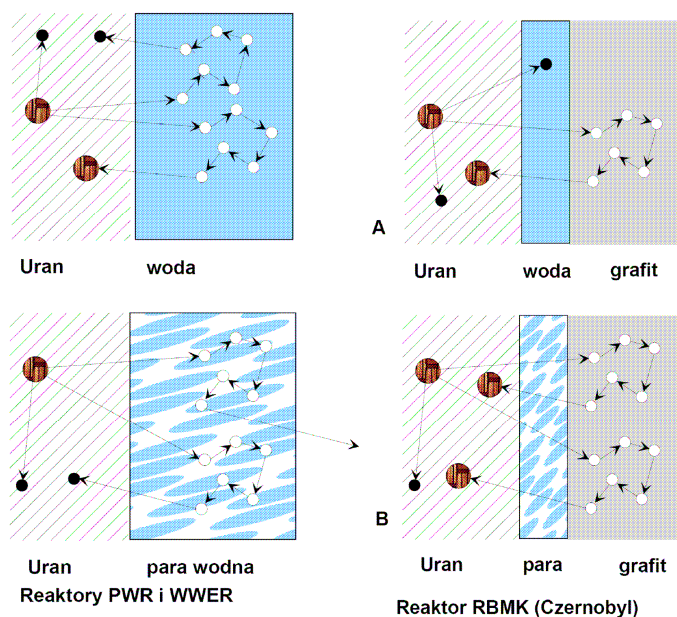 A
Uran woda
Uran woda grafit
B
Uran para wodna
Reaktory PWR i WWER
Uran para grafit
Reaktor RBMK (Czernobyl)